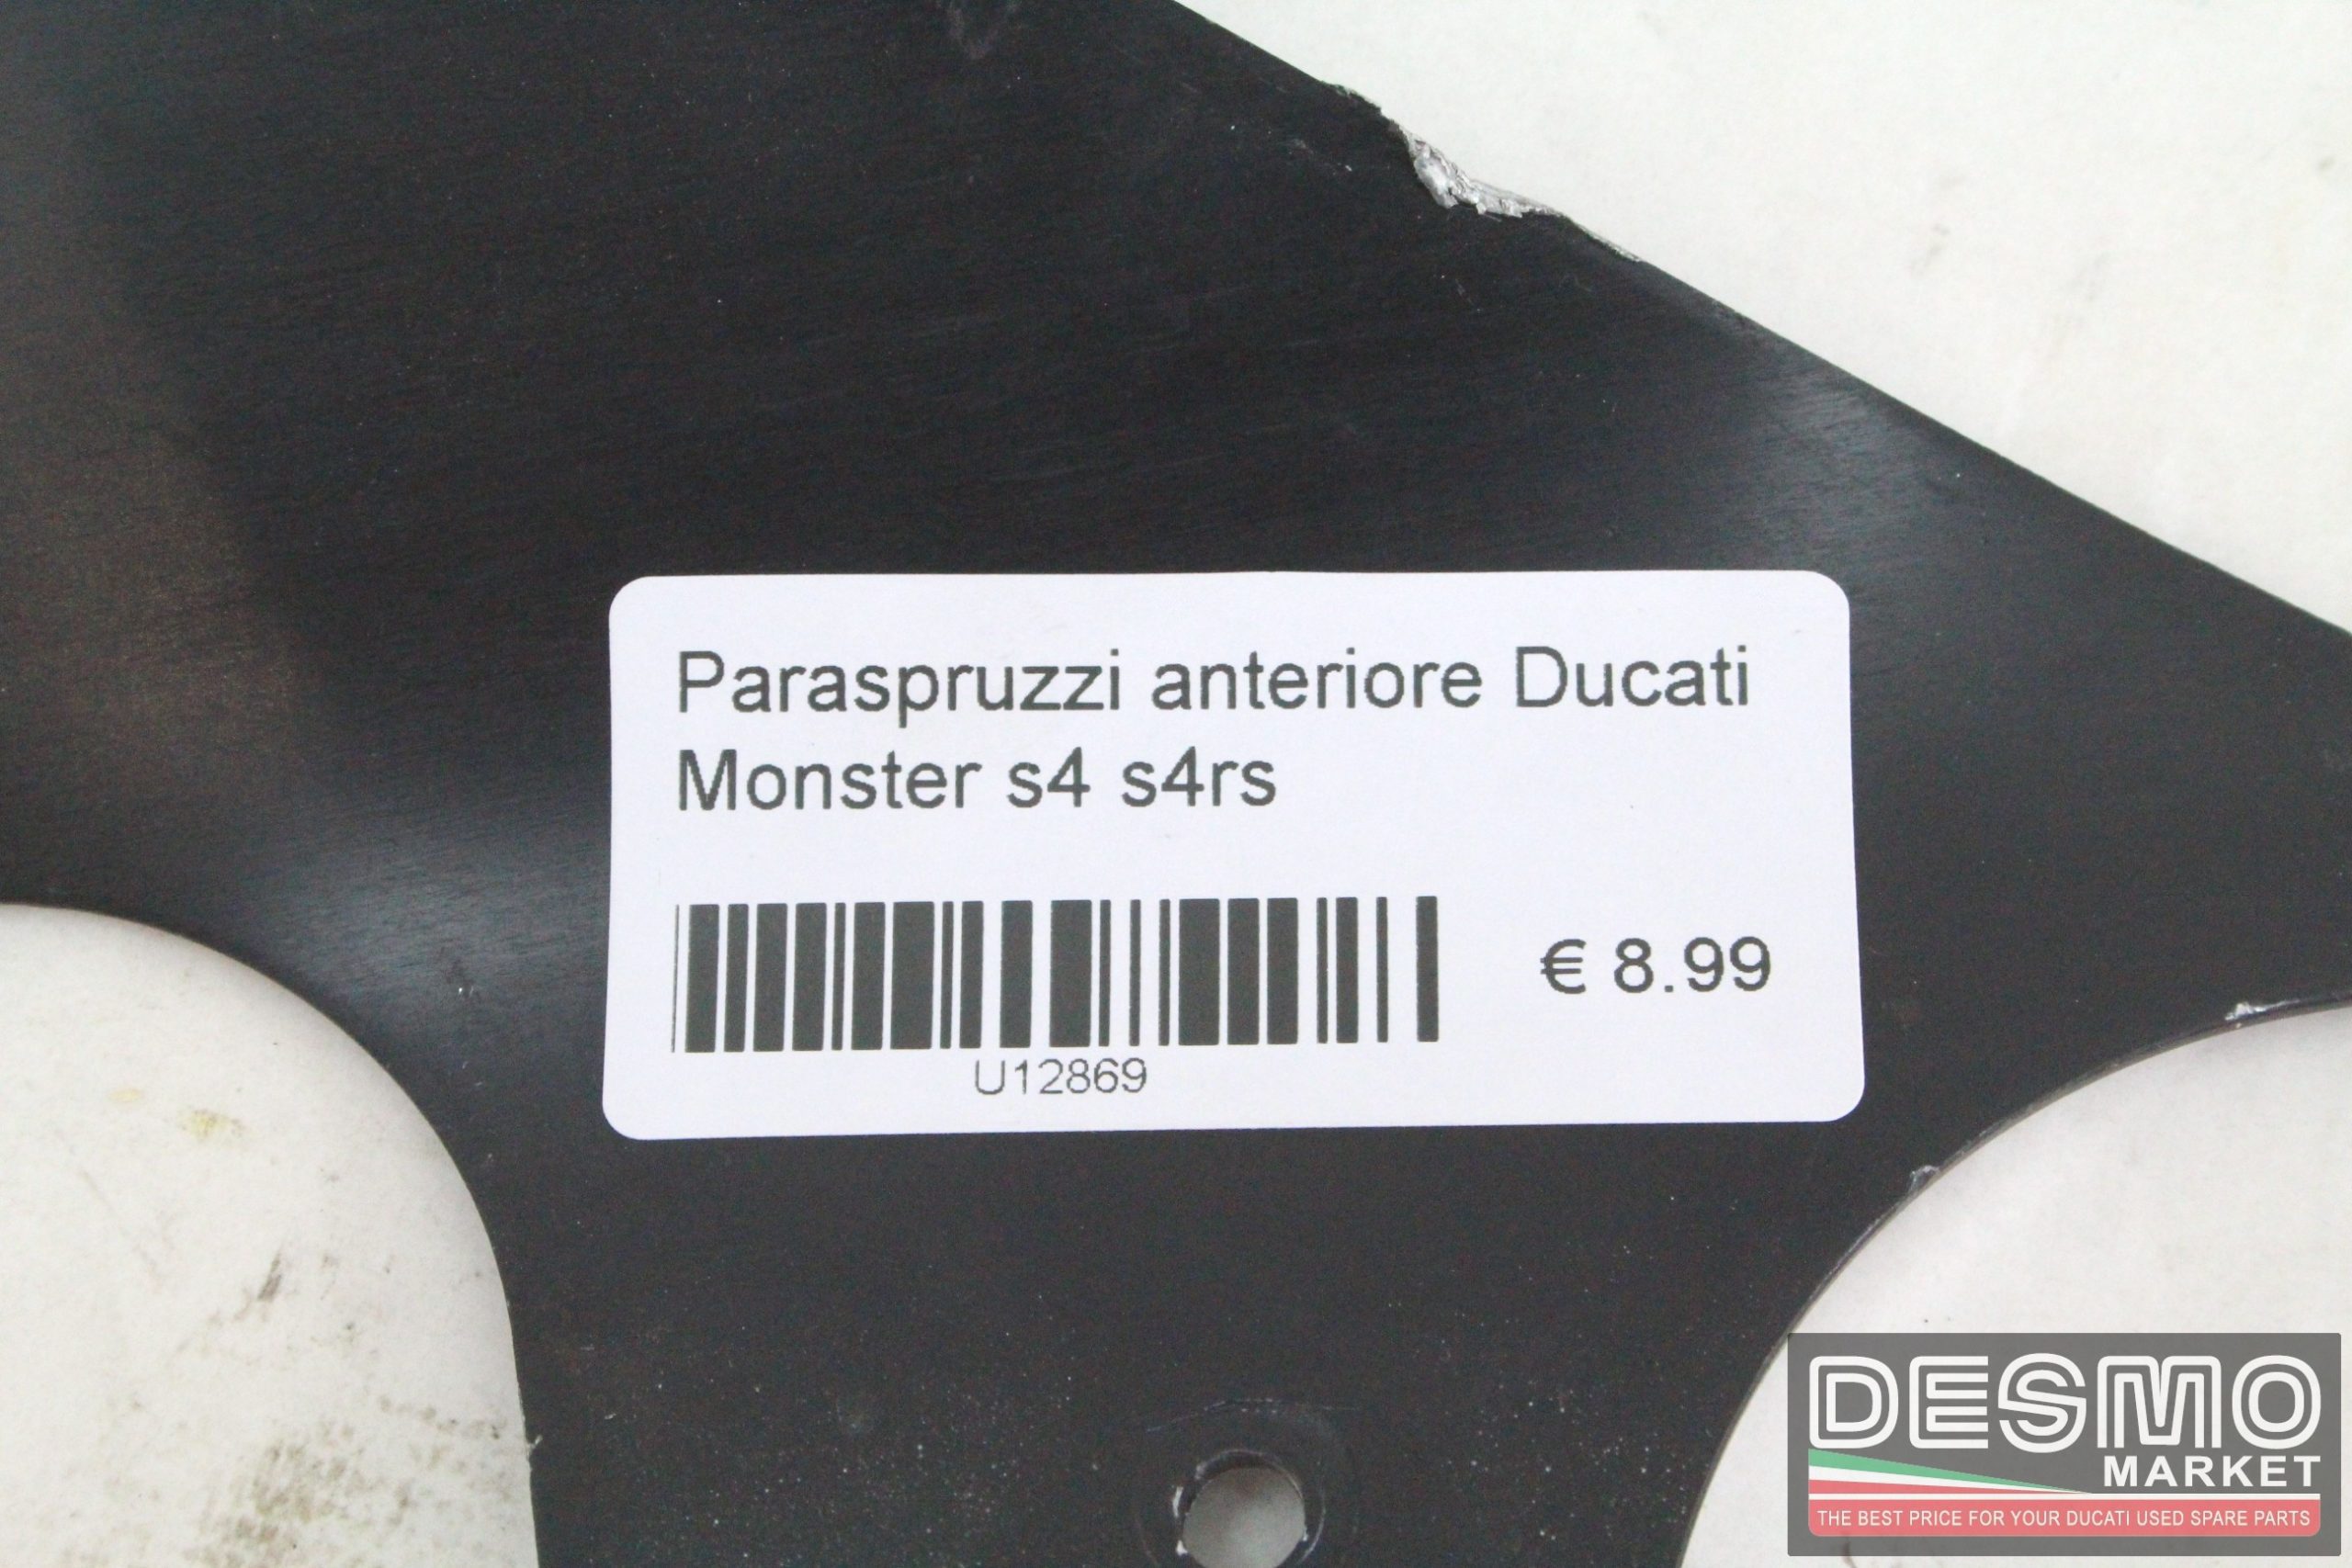 Paraspruzzi anteriore Ducati
Monster s4 s4rs
€ 8.99
U12869
DESMO
MARKET
THE BEST PRICE FOR YOUR DUCATI USED SPARE PARTS